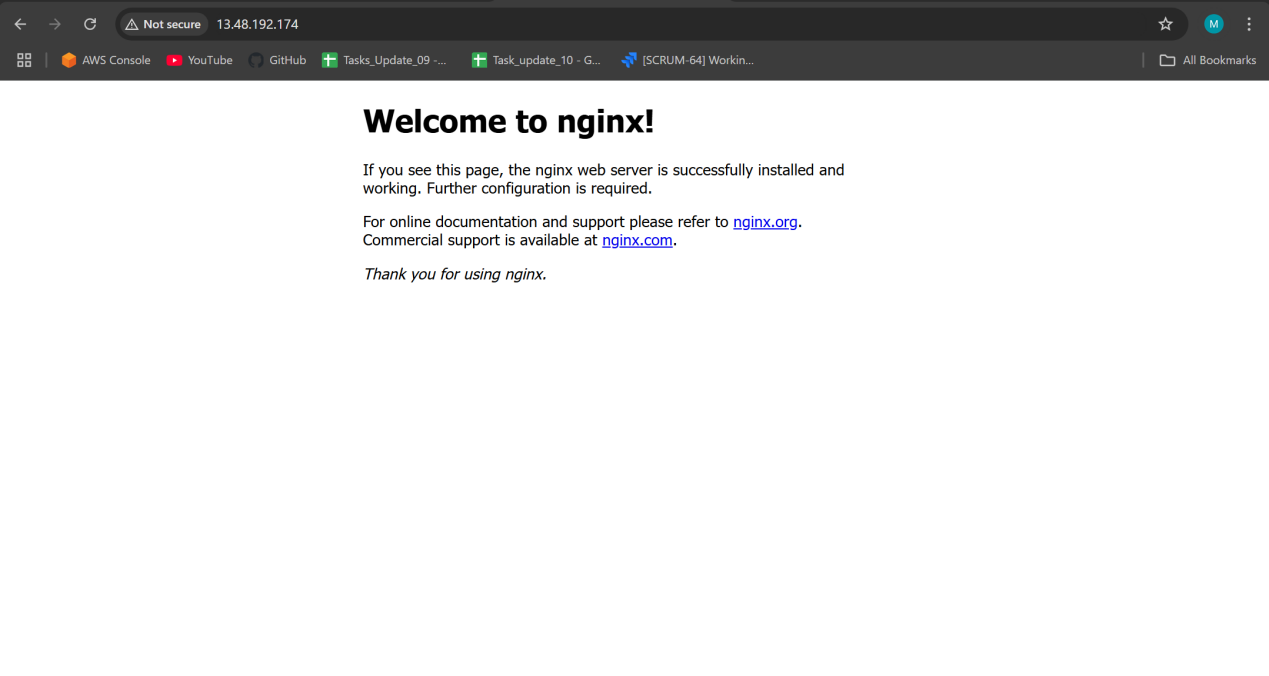 Not secure 13.48.192.174 M
AWS Console YouTube GitHub Tasks_Update_09 -... Task_update_10 - G... [SCRUM-64] Workin... All Bookmarks
Welcome to nginx!
If you see this page, the nginx web server is successfully installed and
working. Further configuration is required.
For online documentation and support please refer to nginx.org.
Commercial support is available at nginx.com.
Thank you for using nginx.